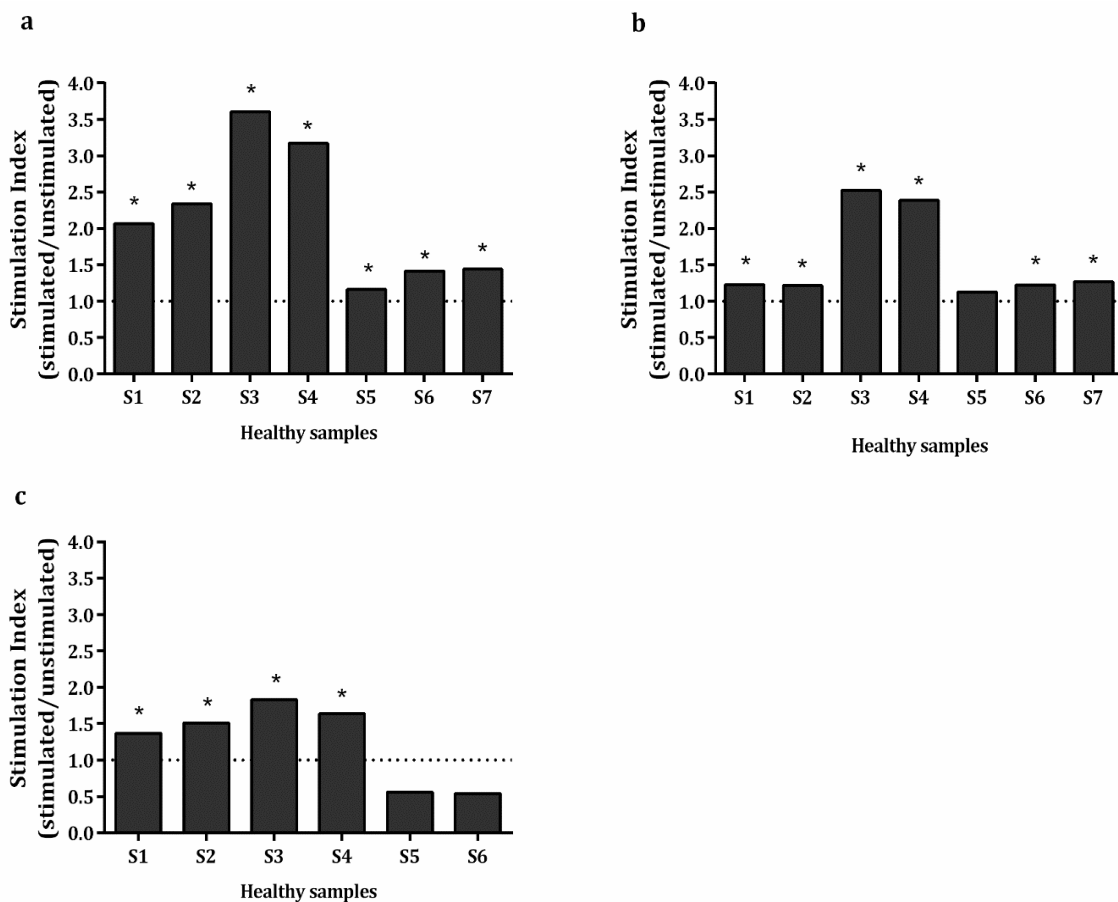 a
Stimulation Index
(stimulated/unstimulated)
4.0
3.5
3.0
2.5
2.0
1.5
1.0
0.5
0.0
*
*
*
*
*
*
*
S1 S2 S3 S4 S5 S6 S7
Healthy samples
b
Stimulation Index
(stimulated/unstimulated)
4.0
3.5
3.0
2.5
2.0
1.5
1.0
0.5
0.0
*
*
*
*
*
*
S1 S2 S3 S4 S5 S6 S7
Healthy samples
c
Stimulation Index
(stimulated/unstimulated)
4.0
3.5
3.0
2.5
2.0
1.5
1.0
0.5
0.0
*
*
*
*
S1 S2 S3 S4 S5 S6
Healthy samples